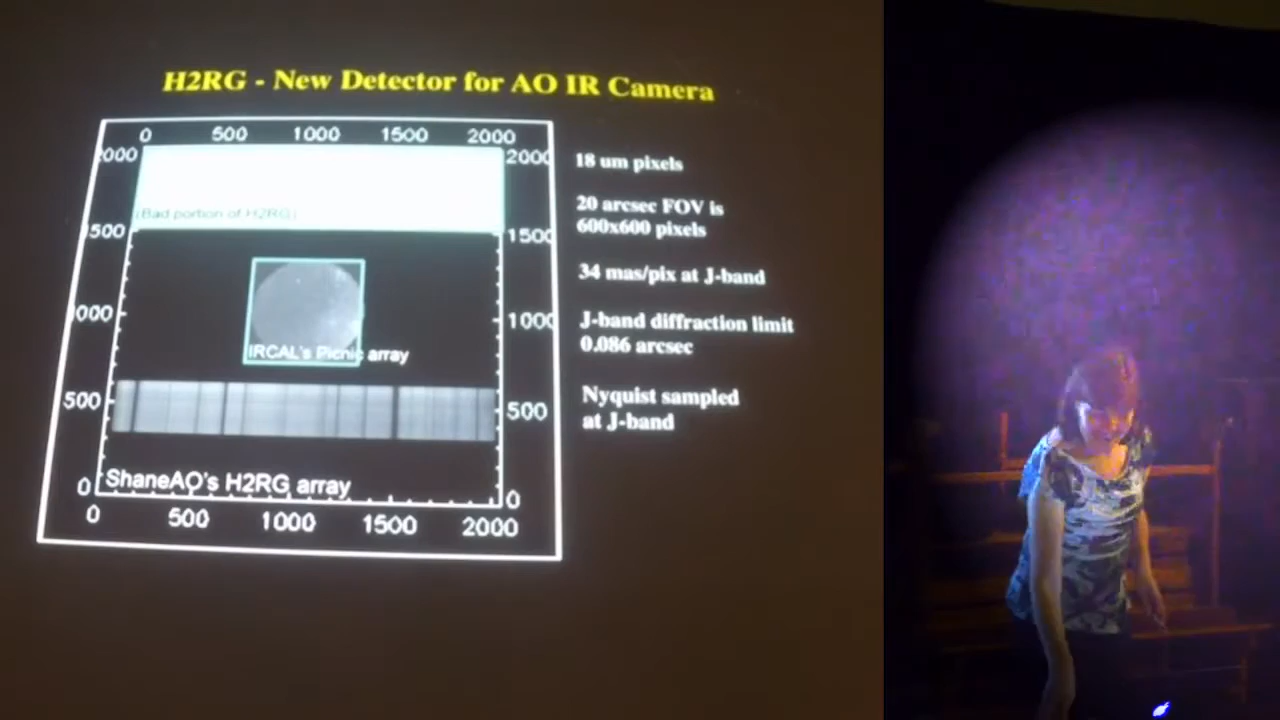 H2RG - New Detector for AO IR Camera
0 500 1000 1500 2000
2000 2000
(Bad portion of H2RG)
1500 1500
1000 1000
IRCAL's Picnic array
500 500
ShaneAO's H2RG array
0 0
0 500 1000 1500 2000
18 um pixels
20 arcsec FOV is
600x600 pixels
34 mas/pix at J-band
J-band diffraction limit
0.086 arcsec
Nyquist sampled
at J-band